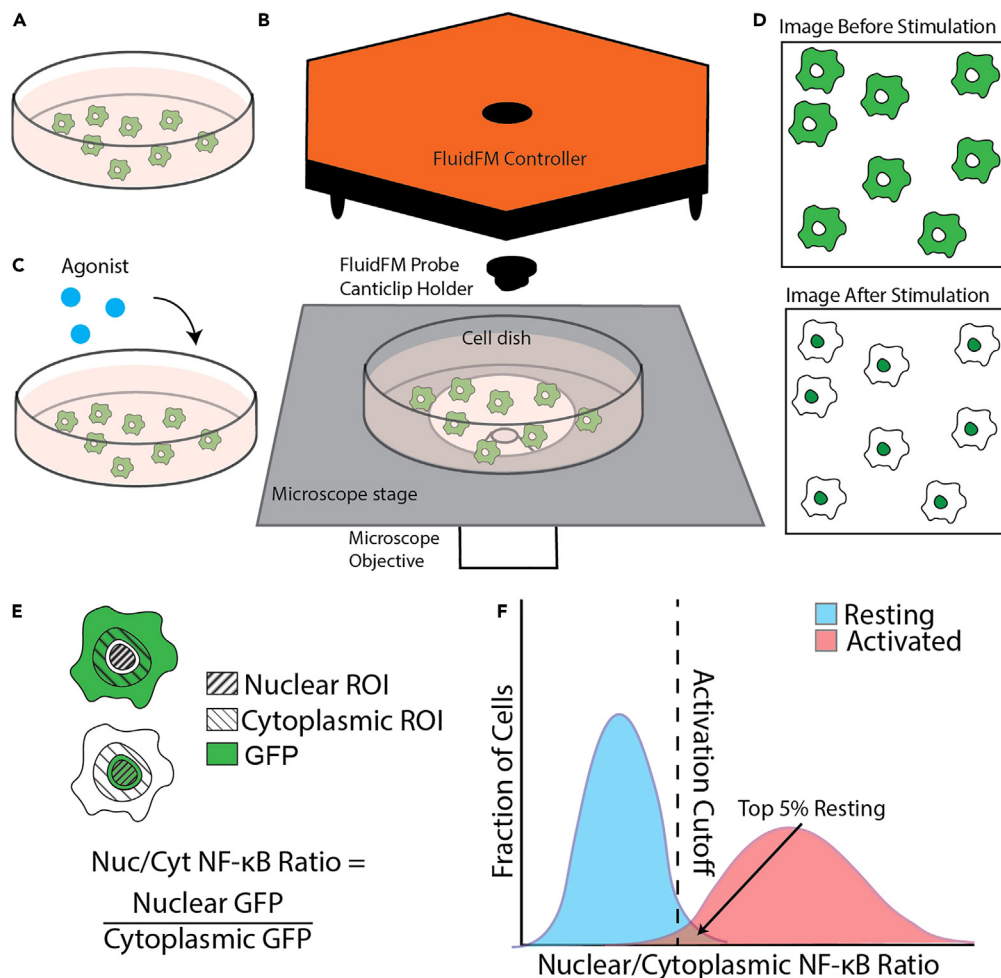 A
B
FluidFM Controller
FluidFM Probe
Canticlip Holder
Cell dish
Microscope stage
Microscope
Objective
C
Agonist
D
Image Before Stimulation
Image After Stimulation
E
Nuclear ROI
Cytoplasmic ROI
GFP
Nuc/Cyt NF-κB Ratio =
Nuclear GFP
Cytoplasmic GFP
F
Resting
Activated
Fraction of Cells
Activation Cutoff
Top 5% Resting
Nuclear/Cytoplasmic NF-κB Ratio